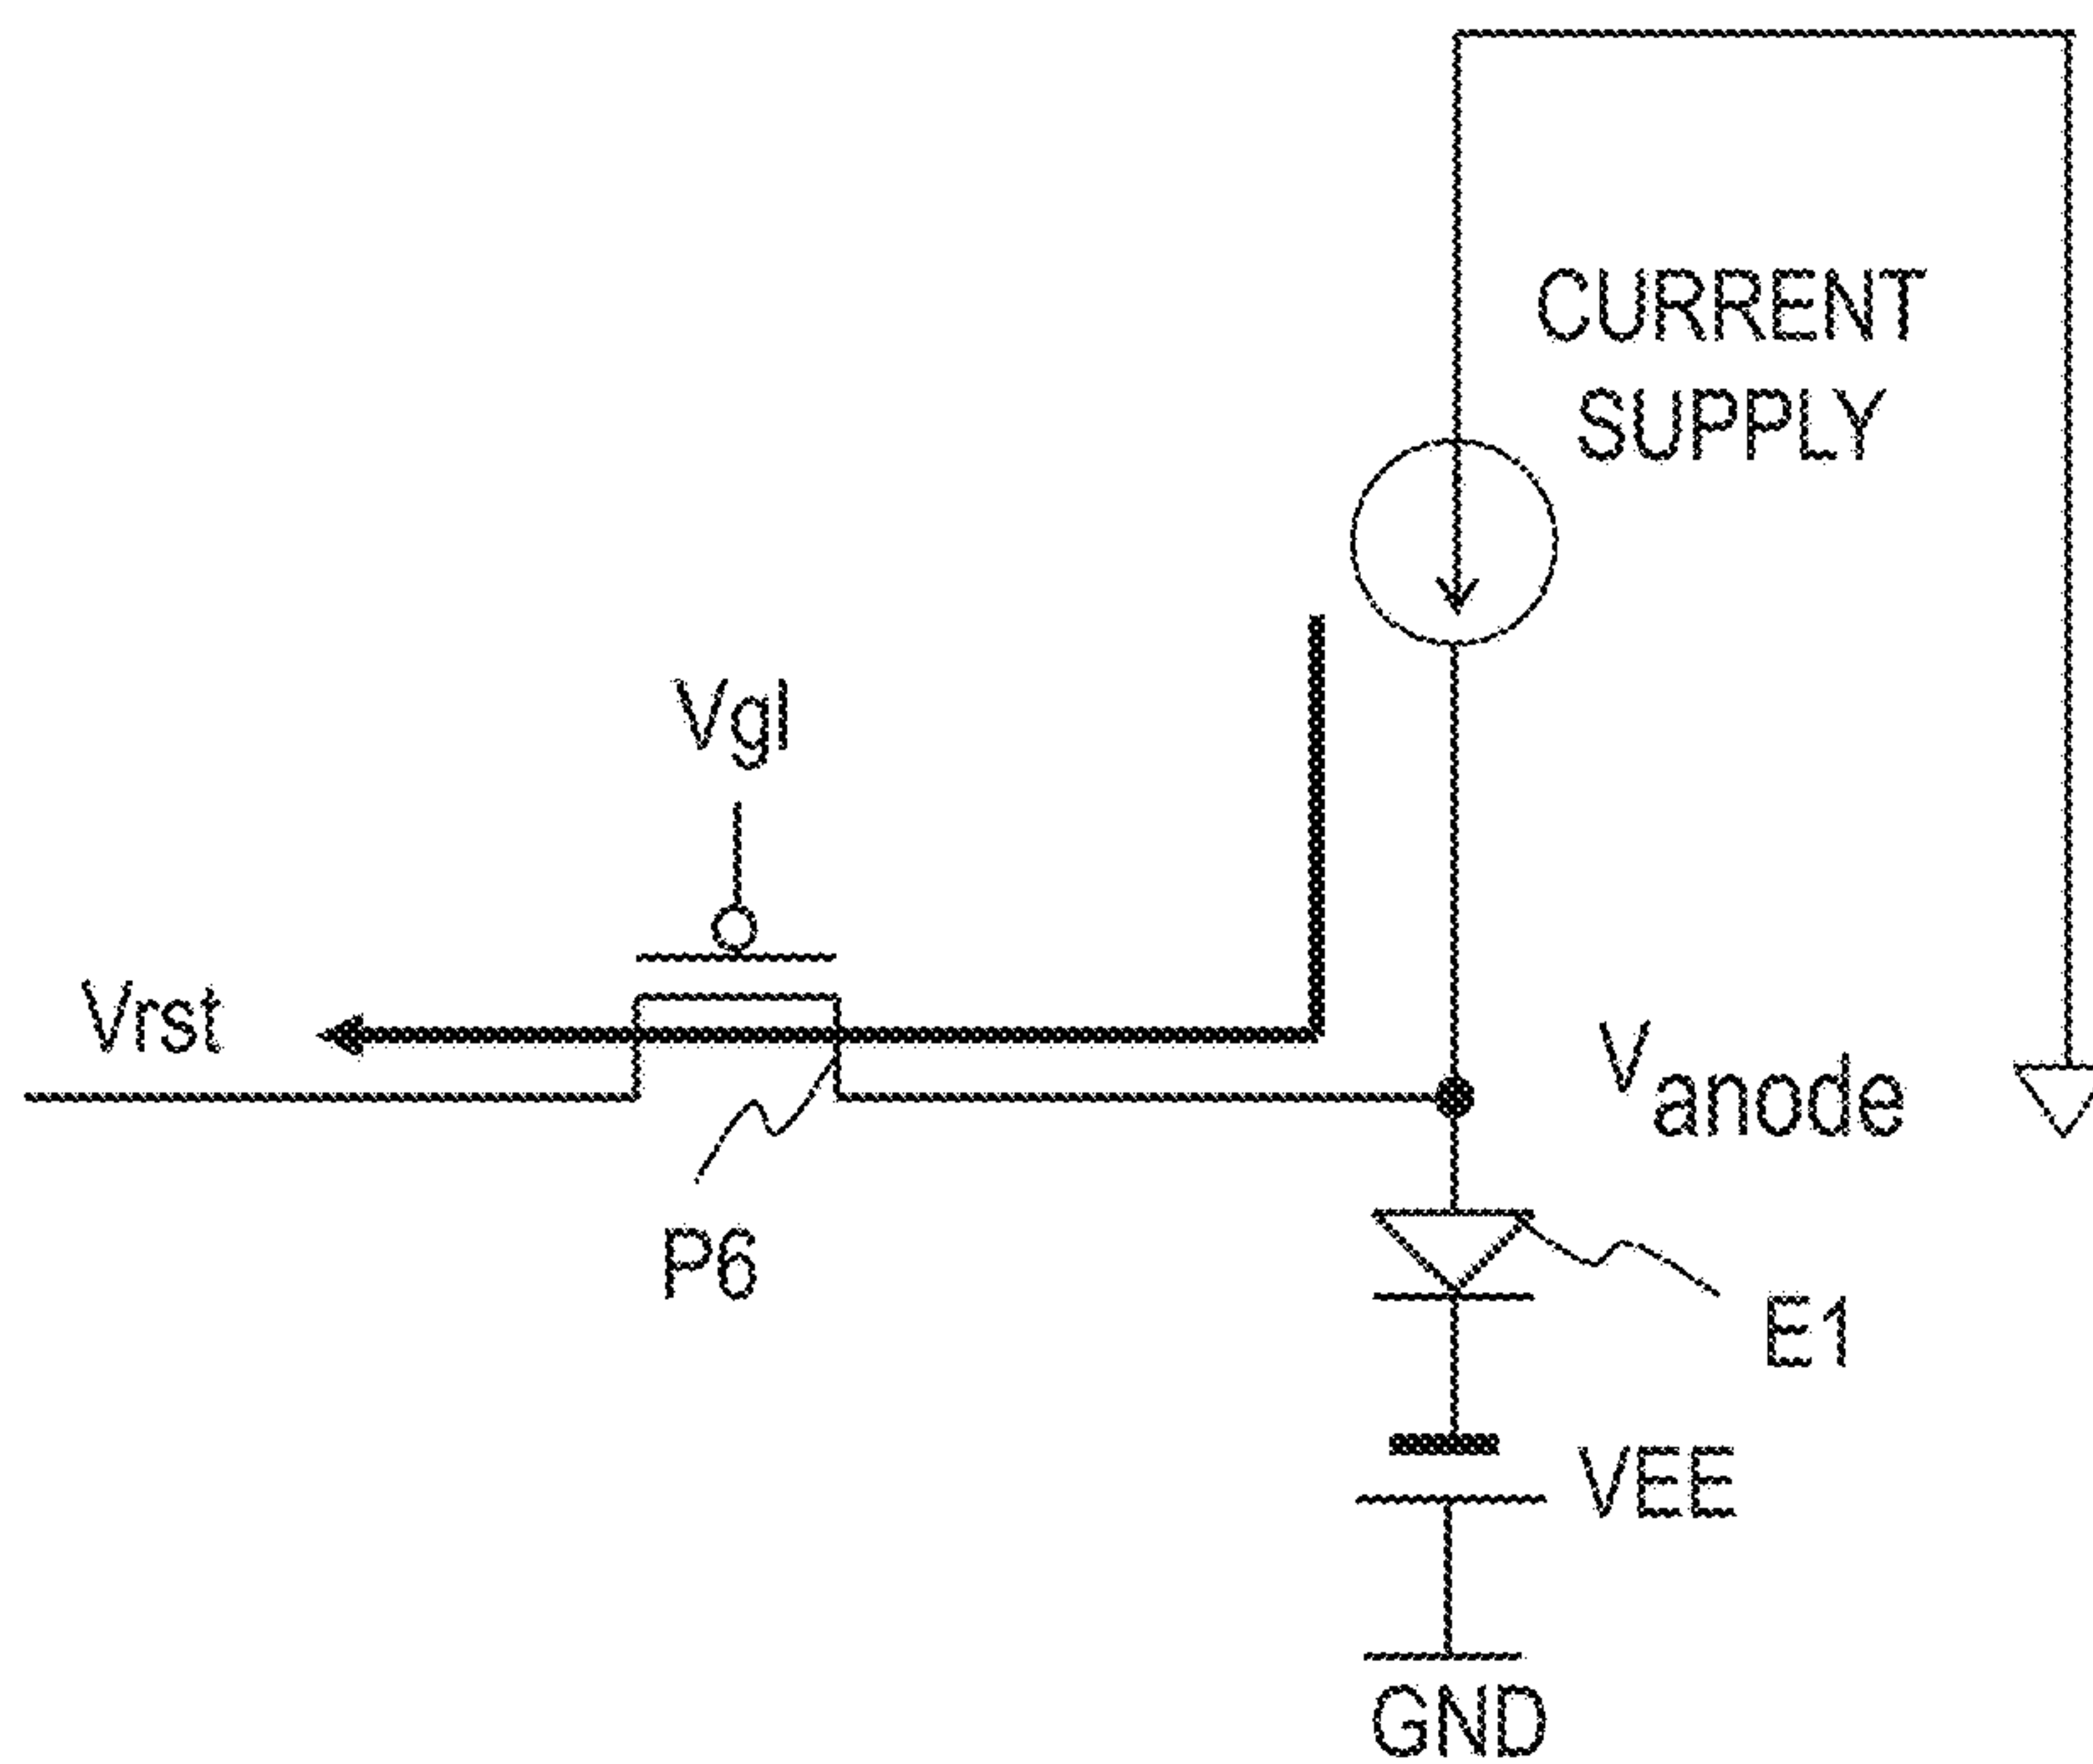 CURRENT
SUPPLY
Vgl
Vrst
Vanode
P6
E1
VEE
GND